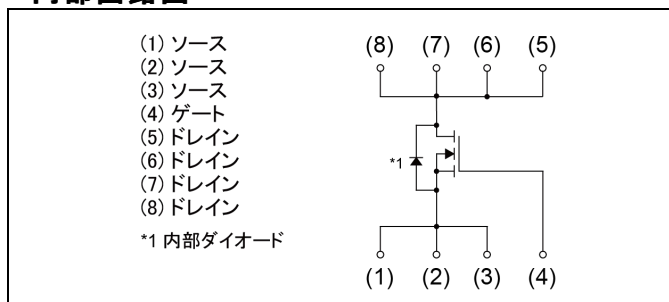 (1) ソース
(2) ソース
(3) ソース
(4) ゲート
(5) ドレイン
(6) ドレイン
(7) ドレイン
(8) ドレイン
*1 内部ダイオード
(8) (7) (6) (5)
*1
(1) (2) (3) (4)